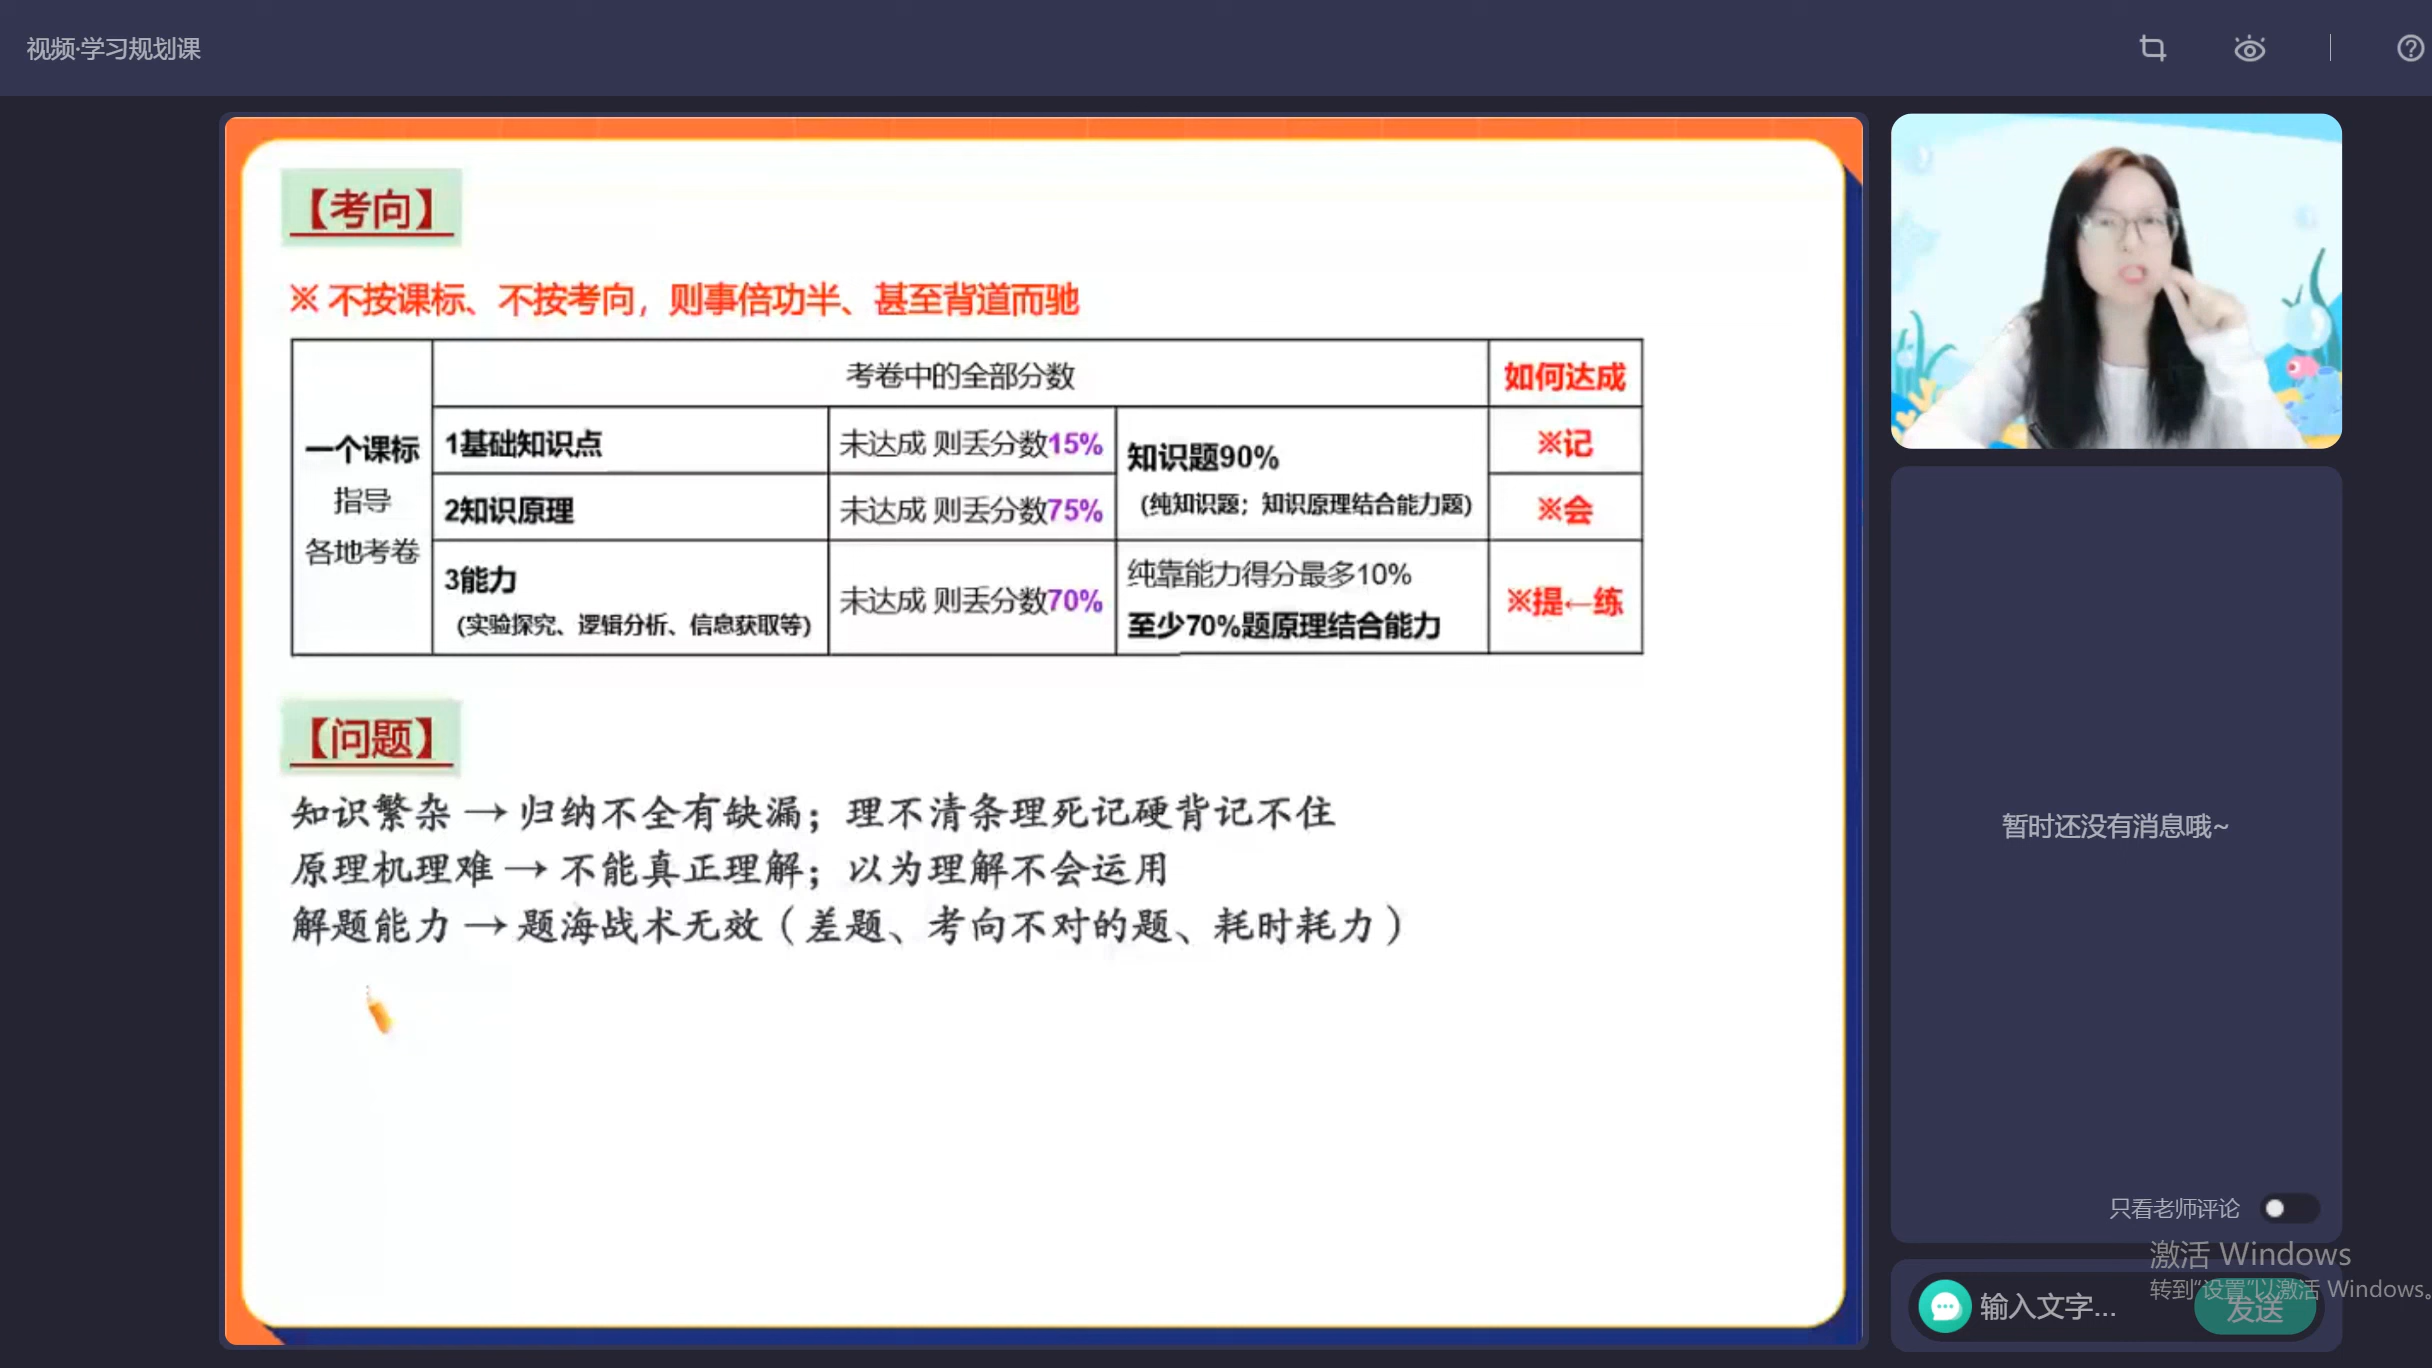 视频·学习规划课
【考向】
※ 不按课标、不按考向，则事倍功半、甚至背道而驰
考卷中的全部分数
如何达成
一个课标
指导
各地考卷
1基础知识点
未达成 则丢分数15%
知识题90%
(纯知识题；知识原理结合能力题)
※记
2知识原理
未达成 则丢分数75%
※会
3能力
(实验探究、逻辑分析、信息获取等)
未达成 则丢分数70%
纯靠能力得分最多10%
至少70%题原理结合能力
※提←练
【问题】
知识繁杂 → 归纳不全有缺漏；理不清条理死记硬背记不住
原理机理难 → 不能真正理解；以为理解不会运用
解题能力 → 题海战术无效（差题、考向不对的题、耗时耗力）
暂时还没有消息哦~
只看老师评论
激活 Windows
转到"设置"以激活 Windows。
输入文字...
发送